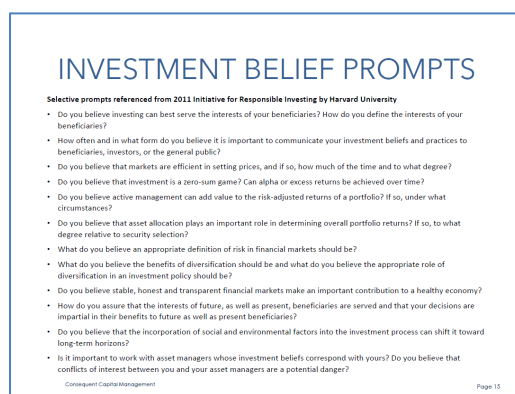 INVESTMENT BELIEF PROMPTS
Selective prompts referenced from 2011 Initiative for Responsible Investing by Harvard University
• Do you believe investing can best serve the interests of your beneficiaries? How do you define the interests of your
beneficiaries?
• How often and in what form do you believe it is important to communicate your investment beliefs and practices to
beneficiaries, investors, or the general public?
• Do you believe that markets are efficient in setting prices, and if so, how much of the time and to what degree?
• Do you believe that investment is a zero-sum game? Can alpha or excess returns be achieved over time?
• Do you believe active management can add value to the risk-adjusted returns of a portfolio? If so, under what
circumstances?
• Do you believe that asset allocation plays an important role in determining overall portfolio returns? If so, to what
degree relative to security selection?
• What do you believe an appropriate definition of risk in financial markets should be?
• What do you believe the benefits of diversification should be and what do you believe the appropriate role of
diversification in an investment policy should be?
• Do you believe stable, honest and transparent financial markets make an important contribution to a healthy economy?
• How do you assure that the interests of future, as well as present, beneficiaries are served and that your decisions are
impartial in their benefits to future as well as present beneficiaries?
• Do you believe that the incorporation of social and environmental factors into the investment process can shift it toward
long-term horizons?
• Is it important to work with asset managers whose investment beliefs correspond with yours? Do you believe that
conflicts of interest between you and your asset managers are a potential danger?
Consequent Capital Management
Page 15